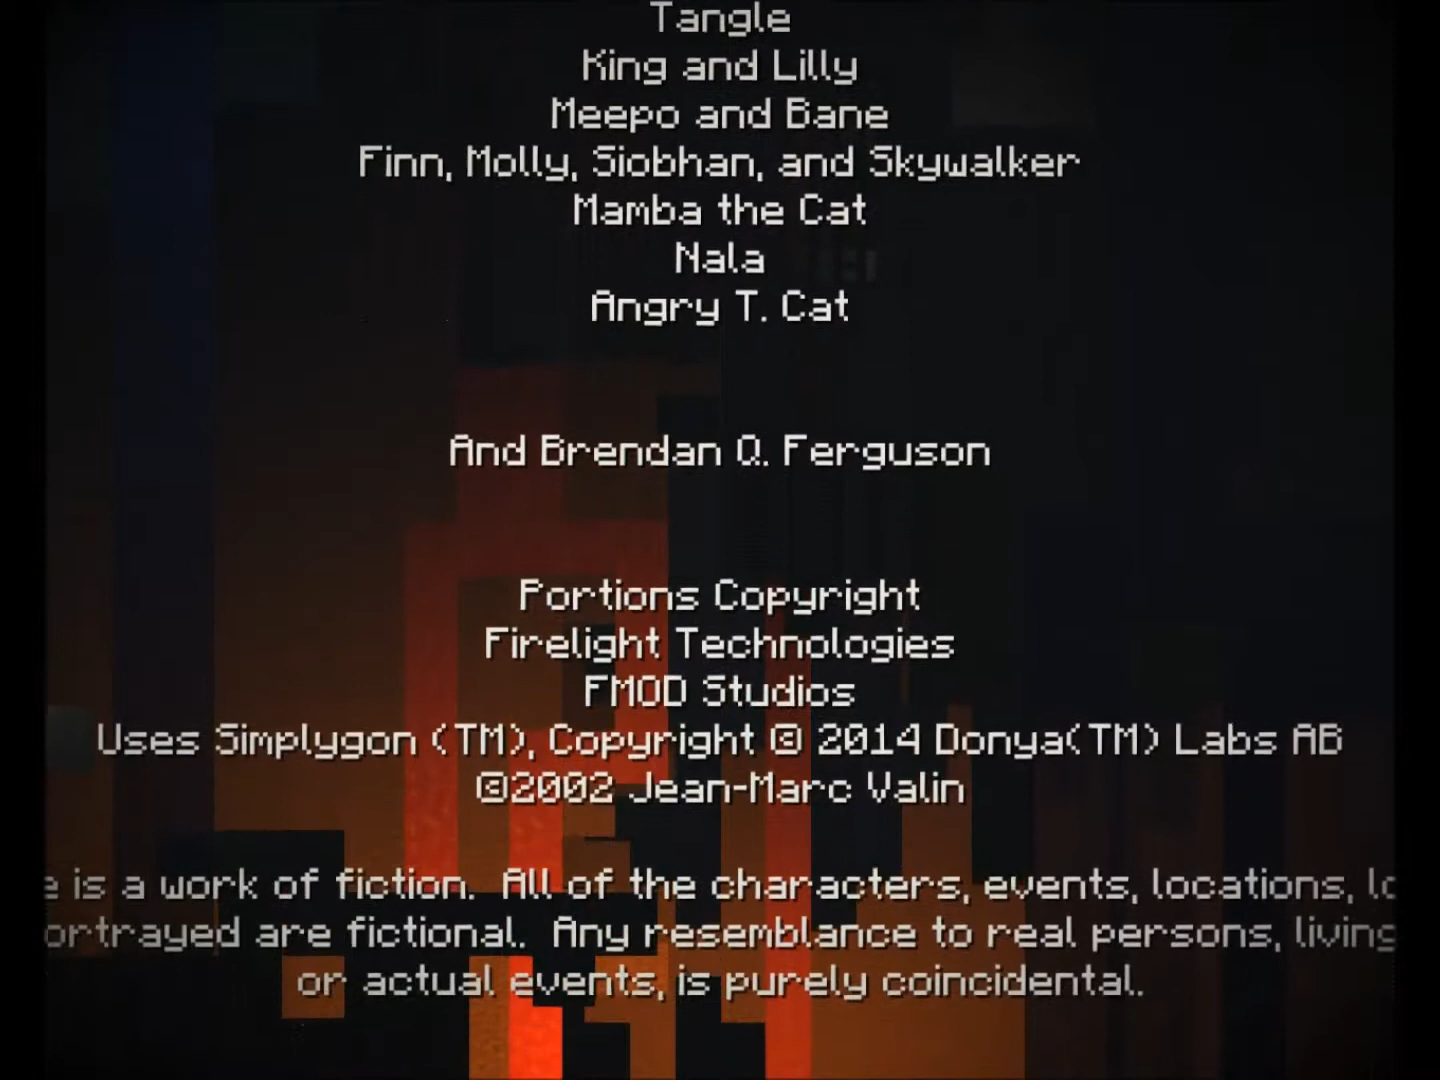 Tangle
King and Lilly
Meepo and Bane
Finn, Molly, Siobhan, and Skywalker
Mamba the Cat
Nala
Angry T. Cat
And Brendan Q. Ferguson
Portions Copyright
Firelight Technologies
FMOD Studios
Uses Simplygon (TM), Copyright © 2014 Donya(TM) Labs AB
©2002 Jean-Marc Valin
e is a work of fiction.  All of the characters, events, locations, lo
ortrayed are fictional.  Any resemblance to real persons, living
or actual events, is purely coincidental.